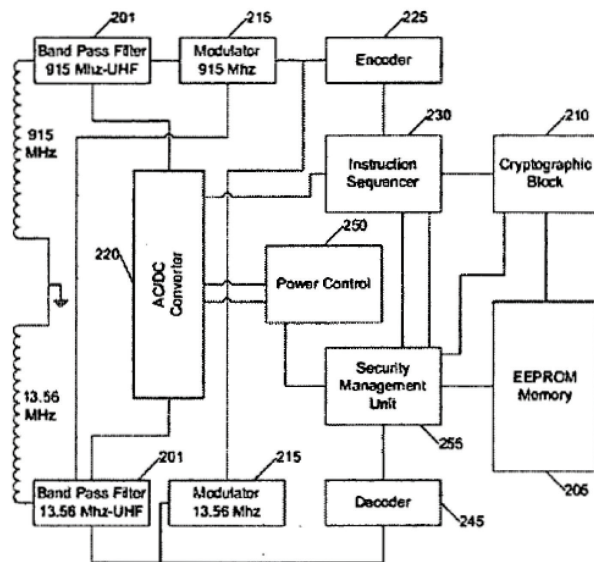 201
215
225
Band Pass Filter
915 Mhz-UHF
Modulator
915 Mhz
Encoder
230
210
915
MHz
Instruction
Sequencer
Cryptographic
Block
250
220
AC/DC
Converter
Power Control
13.56
MHz
Security
Management
Unit
EEPROM
Memory
255
201
215
Band Pass Filter
13.56 Mhz-UHF
Modulator
13.56 Mhz
Decoder
245
205